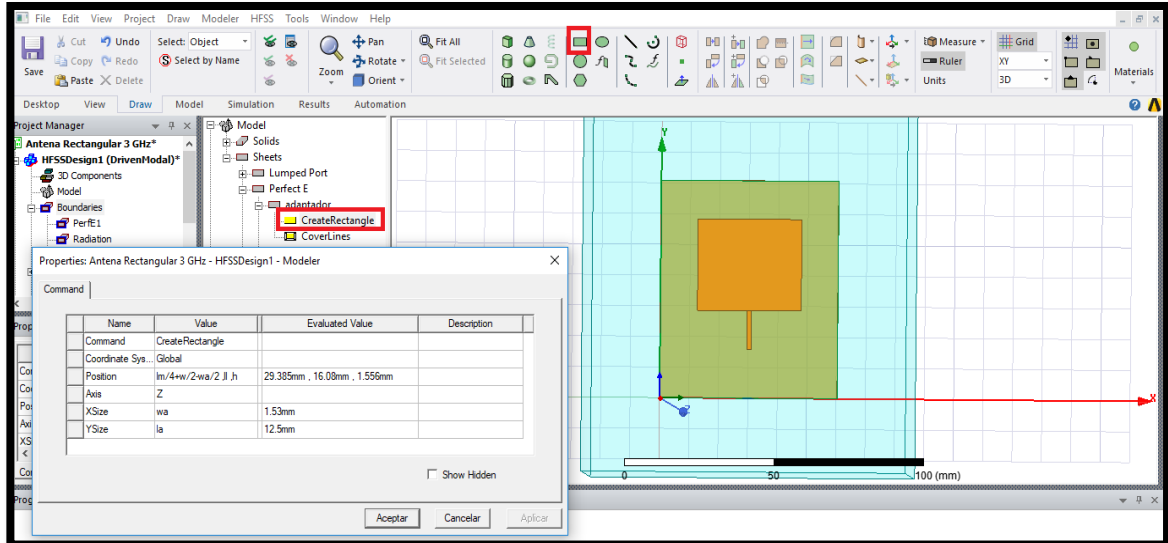 File Edit View Project Draw Modeler HFSS Tools Window Help
Save
Cut Undo
Copy Redo
Paste Delete
Select: Object
Select by Name
Zoom
Pan
Rotate
Orient
Fit All
Fit Selected
Measure
Ruler
Units
Grid
XY
3D
Materials
Desktop View Draw Model Simulation Results Automation
Project Manager
Antena Rectangular 3 GHz*
HFSSDesign1 (DrivenModal)*
3D Components
Model
Boundaries
PerfE1
Radiation
Model
Solids
Sheets
Lumped Port
Perfect E
adaptador
CreateRectangle
CoverLines
Properties: Antena Rectangular 3 GHz - HFSSDesign1 - Modeler
Command
Name Value Evaluated Value Description
Command CreateRectangle
Coordinate Sys... Global
Position lm/4+w/2-wa/2 ,ll ,h 29.385mm , 16.08mm , 1.556mm
Axis Z
XSize wa 1.53mm
YSize la 12.5mm
Show Hidden
Aceptar Cancelar Aplicar
Y
X
Z
0 50 100 (mm)